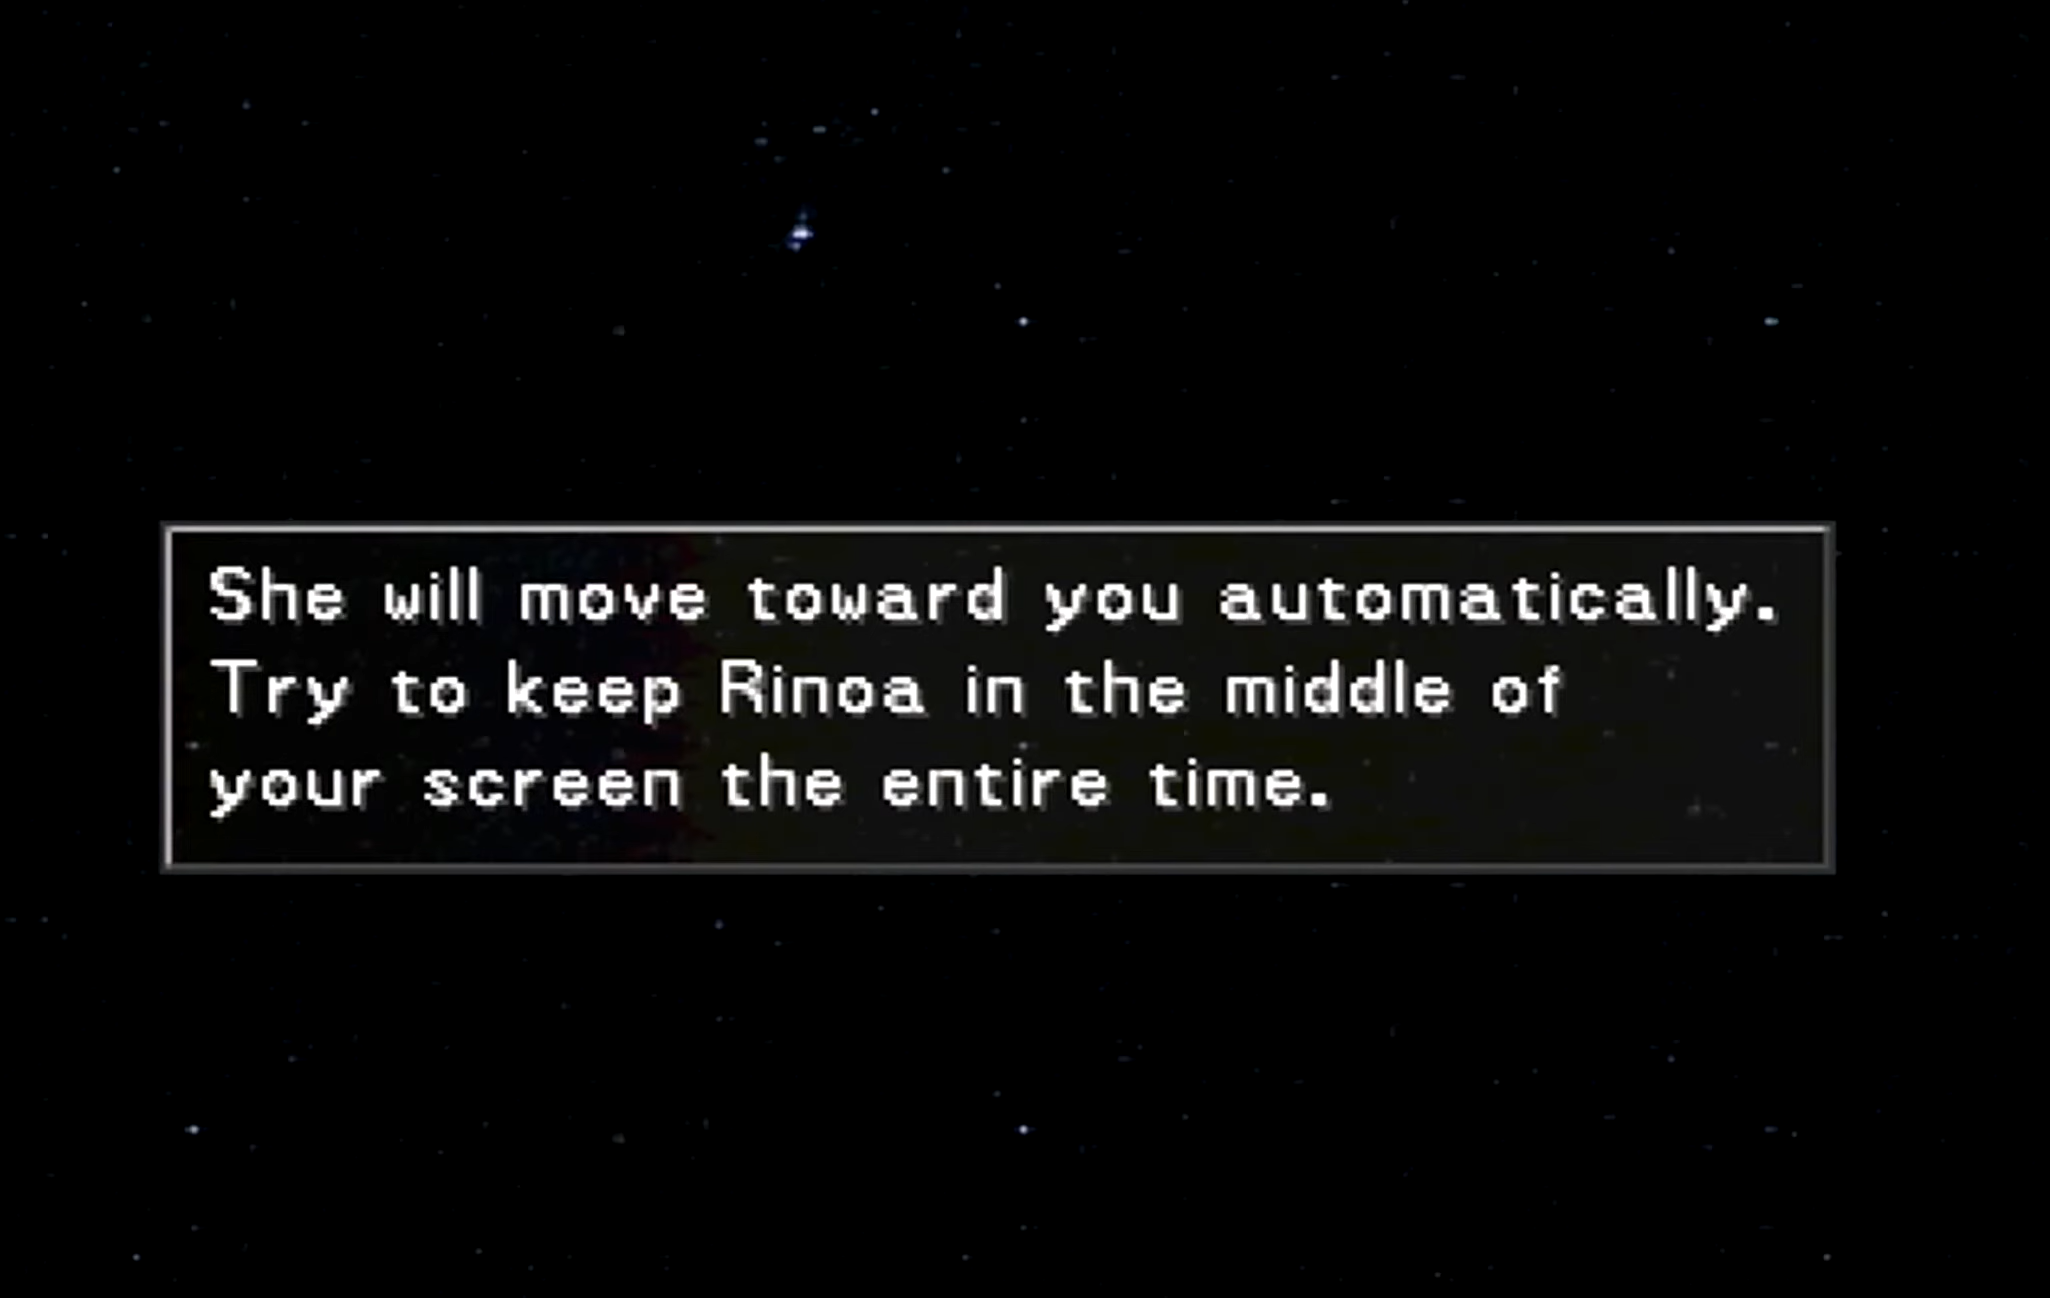 She will move toward you automatically.
Try to keep Rinoa in the middle of
your screen the entire time.